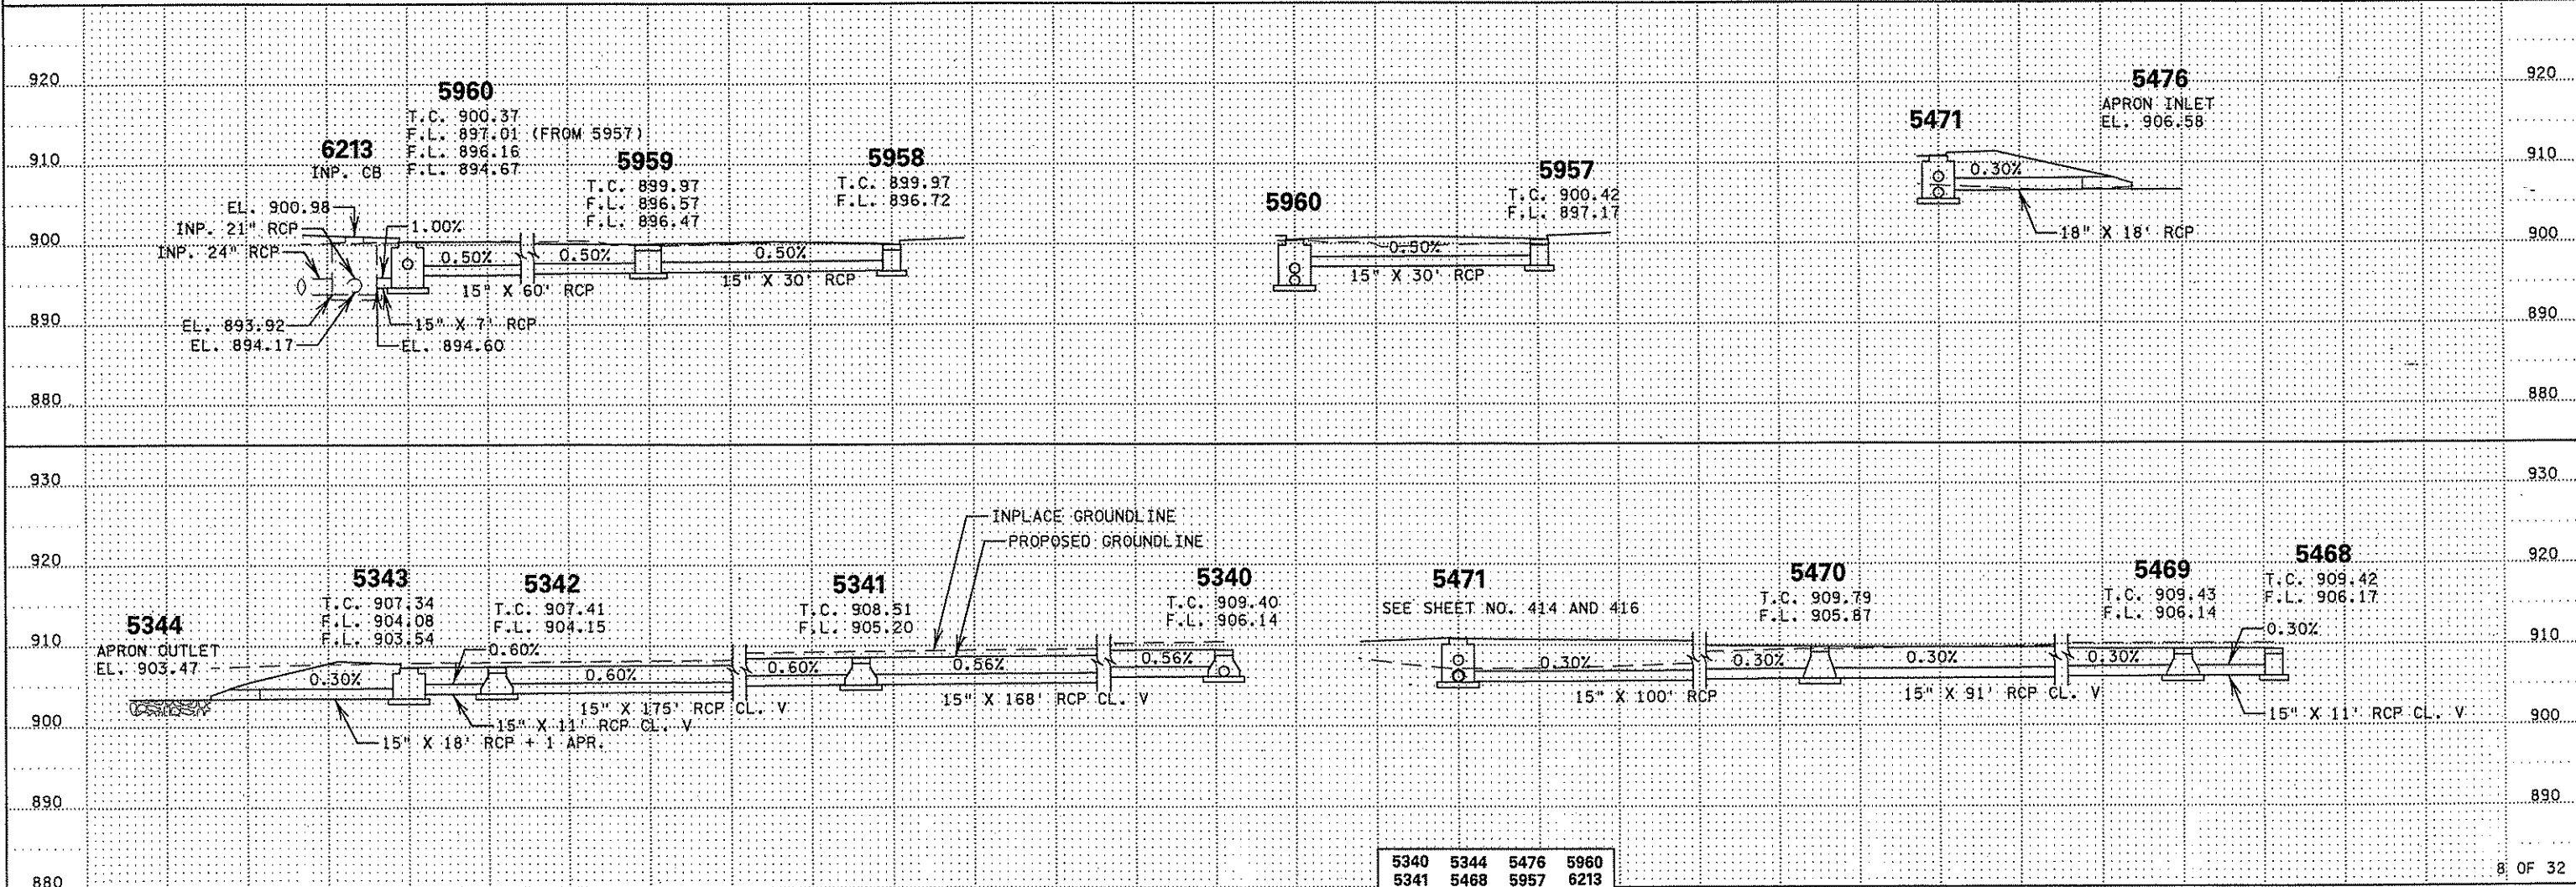 920
910
900
890
880
6213
INP. CB
EL. 900.98
INP. 21" RCP
INP. 24" RCP
EL. 893.92
EL. 894.17
EL. 894.60
15" X 7' RCP
1.00%
5960
T.C. 900.37
F.L. 897.01 (FROM 5957)
F.L. 896.16
F.L. 894.67
0.50%
15" X 60' RCP
0.50%
5959
T.C. 899.97
F.L. 896.57
F.L. 896.47
0.50%
15" X 30' RCP
5958
T.C. 899.97
F.L. 896.72
5960
0.50%
15" X 30' RCP
5957
T.C. 900.42
F.L. 897.17
5471
0.30%
18" X 18' RCP
5476
APRON INLET
EL. 906.58
920
910
900
890
880
930
920
910
900
890
880
5344
APRON OUTLET
EL. 903.47
0.30%
15" X 18' RCP + 1 APR.
5343
T.C. 907.34
F.L. 904.08
F.L. 903.54
0.60%
15" X 11' RCP CL. V
5342
T.C. 907.41
F.L. 904.15
0.60%
15" X 175' RCP CL. V
0.60%
5341
T.C. 908.51
F.L. 905.20
0.56%
15" X 168' RCP CL. V
INPLACE GROUNDLINE
PROPOSED GROUNDLINE
0.56%
5340
T.C. 909.40
F.L. 906.14
5471
SEE SHEET NO. 414 AND 416
0.30%
15" X 100' RCP
0.30%
5470
T.C. 909.79
F.L. 905.87
0.30%
15" X 91' RCP CL. V
0.30%
5469
T.C. 909.43
F.L. 906.14
5468
T.C. 909.42
F.L. 906.17
0.30%
15" X 11' RCP CL. V
930
920
910
900
890
5340 5344 5476 5960
5341 5468 5957 6213
8 OF 32